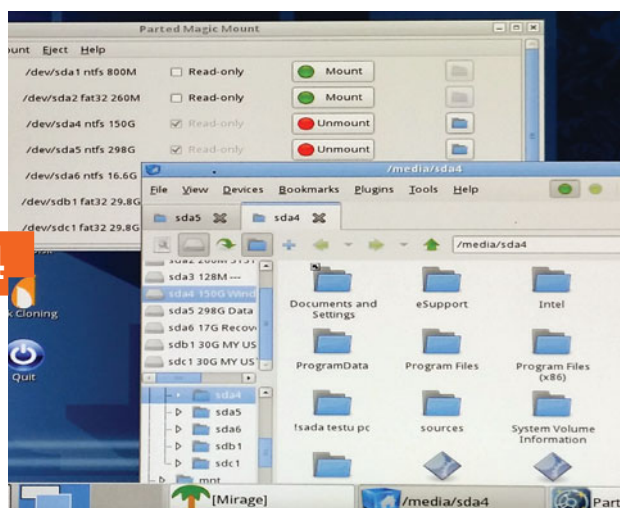 Parted Magic Mount
Eject Help
/dev/sda1 ntfs 800M Read-only Mount
/dev/sda2 fat32 260M Read-only Mount
/dev/sda4 ntfs 150G Read-only Unmount
/dev/sda5 ntfs 298G Read-only Unmount
/dev/sda6 ntfs 16.6G
/dev/sdb1 fat32 29.8G
/dev/sdc1 fat32 29.8G
/media/sda4
File View Devices Bookmarks Plugins Tools Help
sda5 sda4
/media/sda4
sda3 128M ---
sda4 150G Wind
sda5 298G Data
sda6 17G Recov
sdb1 30G MY US
sdc1 30G MY US
sda4
sda5
sda6
sdb1
sdc1
mnt
Documents and Settings
eSupport
Intel
ProgramData
Program Files
Program Files (x86)
!sada testu pc
sources
System Volume Information
4
Cloning
Quit
[Mirage]
/media/sda4
Part